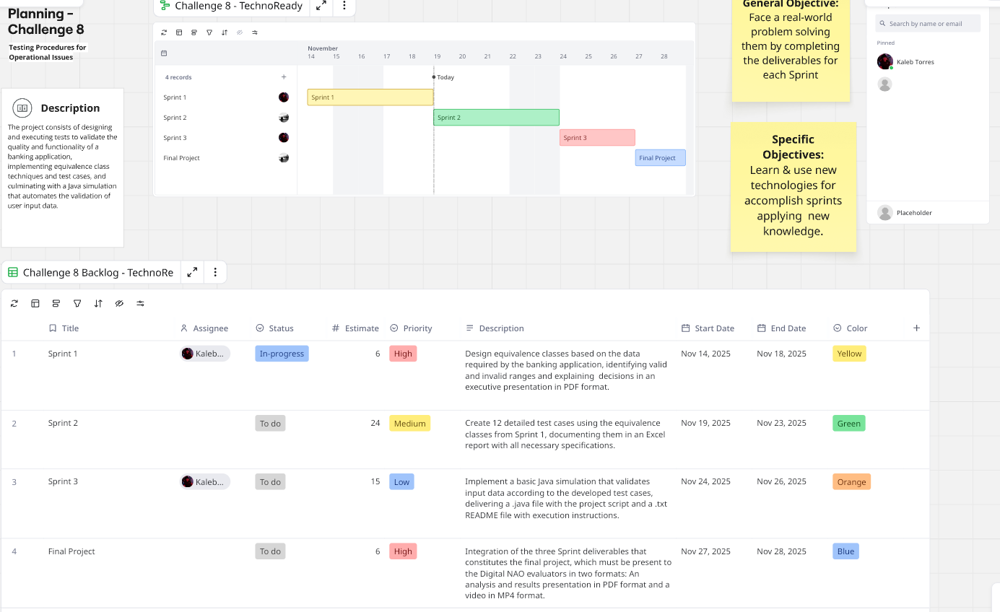 Planning -
Challenge 8
Testing Procedures for
Operational Issues
Description
The project consists of designing
and executing tests to validate the
quality and functionality of a
banking application,
implementing equivalence class
techniques and test cases, and
culminating with a Java simulation
that automates the validation of
user input data.
Challenge 8 - TechnoReady
November
14 15 16 17 18 19 20 21 22 23 24 25 26 27 28
4 records
Today
Sprint 1
Sprint 1
Sprint 2
Sprint 2
Sprint 3
Sprint 3
Final Project
Final Project
General Objective:
Face a real-world
problem solving
them by completing
the deliverables for
each Sprint
Specific
Objectives:
Learn & use new
technologies for
accomplish sprints
applying  new
knowledge.
Search by name or email
Pinned
Kaleb Torres
Placeholder
Challenge 8 Backlog - TechnoRe
Title Assignee Status Estimate Priority Description Start Date End Date Color
1 Sprint 1 Kaleb... In-progress 6 High Design equivalence classes based on the data Nov 14, 2025 Nov 18, 2025 Yellow
required by the banking application, identifying valid
and invalid ranges and explaining  decisions in an
executive presentation in PDF format.
2 Sprint 2 To do 24 Medium Create 12 detailed test cases using the equivalence Nov 19, 2025 Nov 23, 2025 Green
classes from Sprint 1, documenting them in an Excel
report with all necessary specifications.
3 Sprint 3 Kaleb... To do 15 Low Implement a basic Java simulation that validates Nov 24, 2025 Nov 26, 2025 Orange
input data according to the developed test cases,
delivering a .java file with the project script and a .txt
README file with execution instructions.
4 Final Project To do 6 High Integration of the three Sprint deliverables that Nov 27, 2025 Nov 28, 2025 Blue
constitutes the final project, which must be present to
the Digital NAO evaluators in two formats: An
analysis and results presentation in PDF format and a
video in MP4 format.